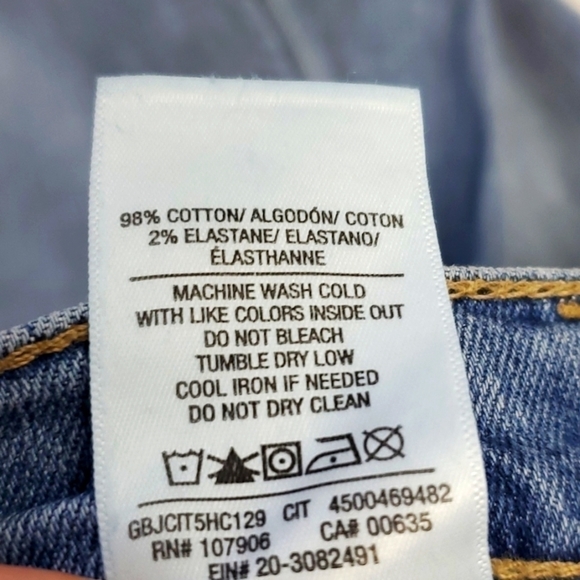 98% COTTON/ ALGODÓN/ COTON
2% ELASTANE/ ELASTANO/
ÉLASTHANNE
MACHINE WASH COLD
WITH LIKE COLORS INSIDE OUT
DO NOT BLEACH
TUMBLE DRY LOW
COOL IRON IF NEEDED
DO NOT DRY CLEAN
GBJCIT5HC129 CIT 4500469482
RN# 107906 CA# 00635
EIN# 20-3082491